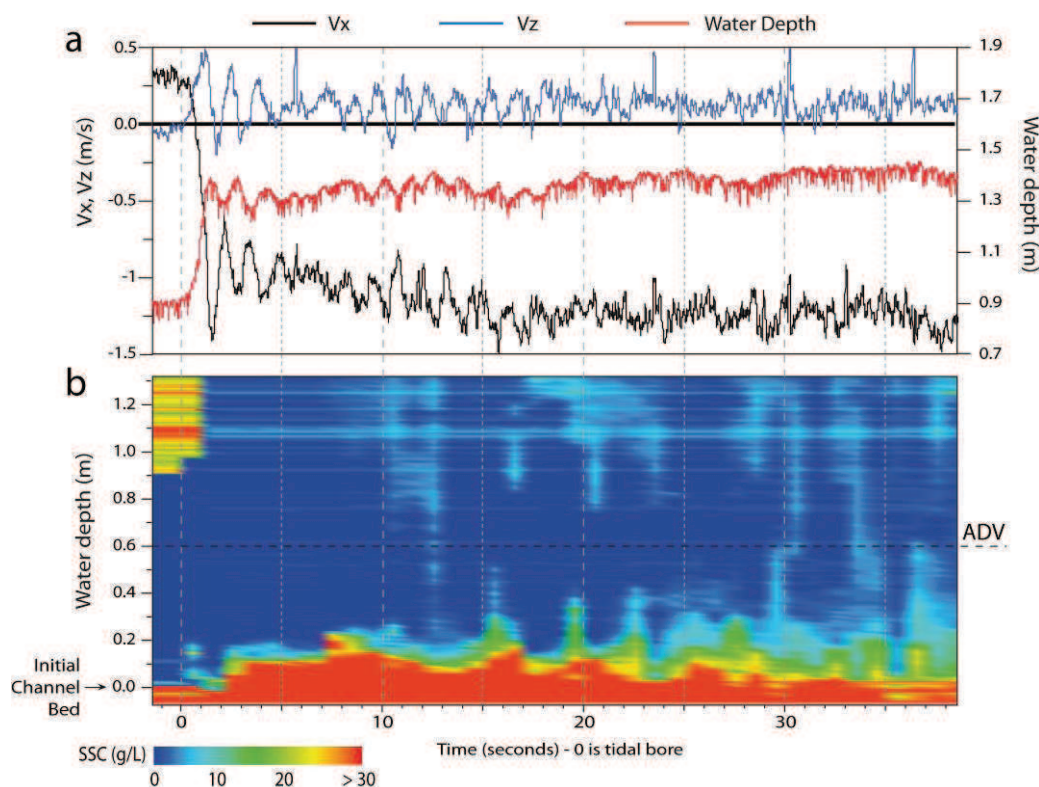 Vx Vz Water Depth
a
0.5
0.0
-0.5
-1
-1.5
Vx, Vz (m/s)
1.9
1.7
1.5
1.3
1.1
0.9
0.7
Water depth (m)
b
1.2
1.0
0.8
0.6
0.4
0.2
0.0
Water depth (m)
ADV
Initial
Channel →
Bed
0 10 20 30
Time (seconds) - 0 is tidal bore
SSC (g/L)
0 10 20 > 30